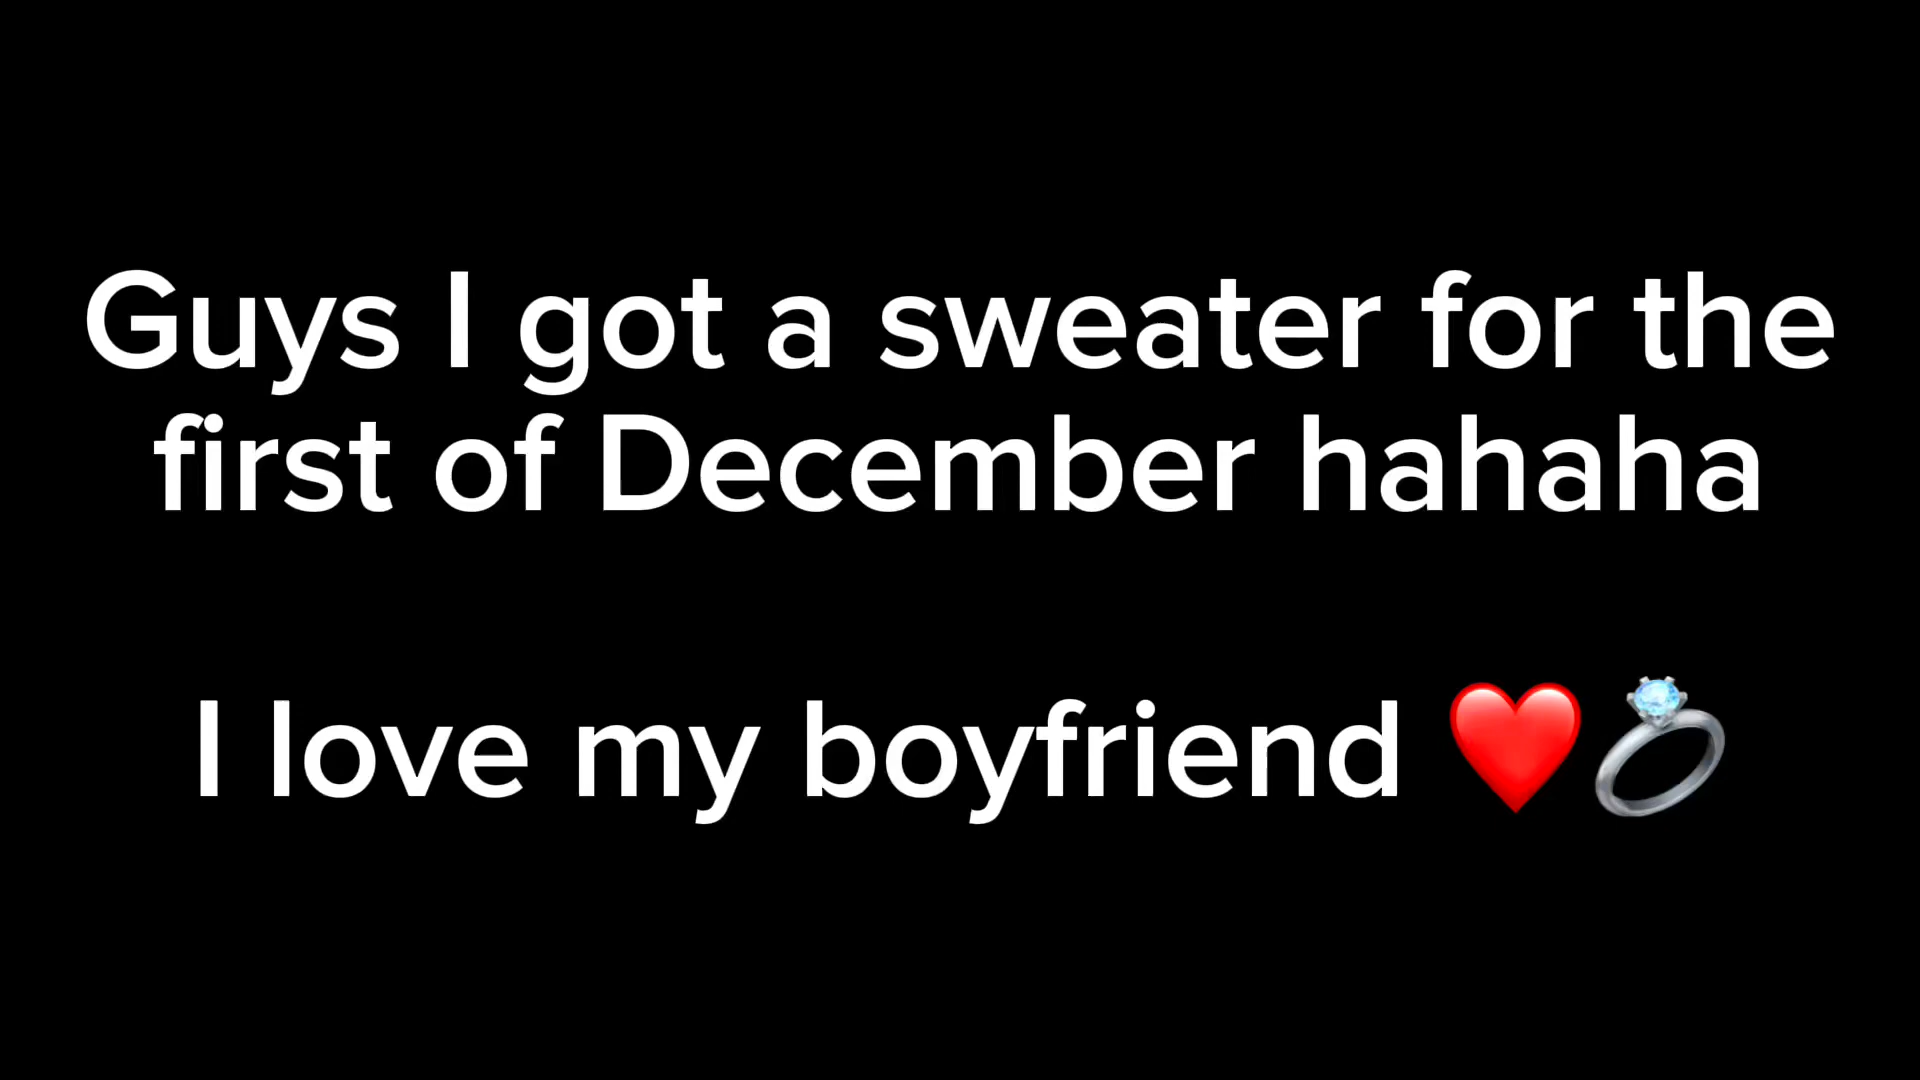 Guys I got a sweater for the
first of December hahaha
I love my boyfriend ❤️💍